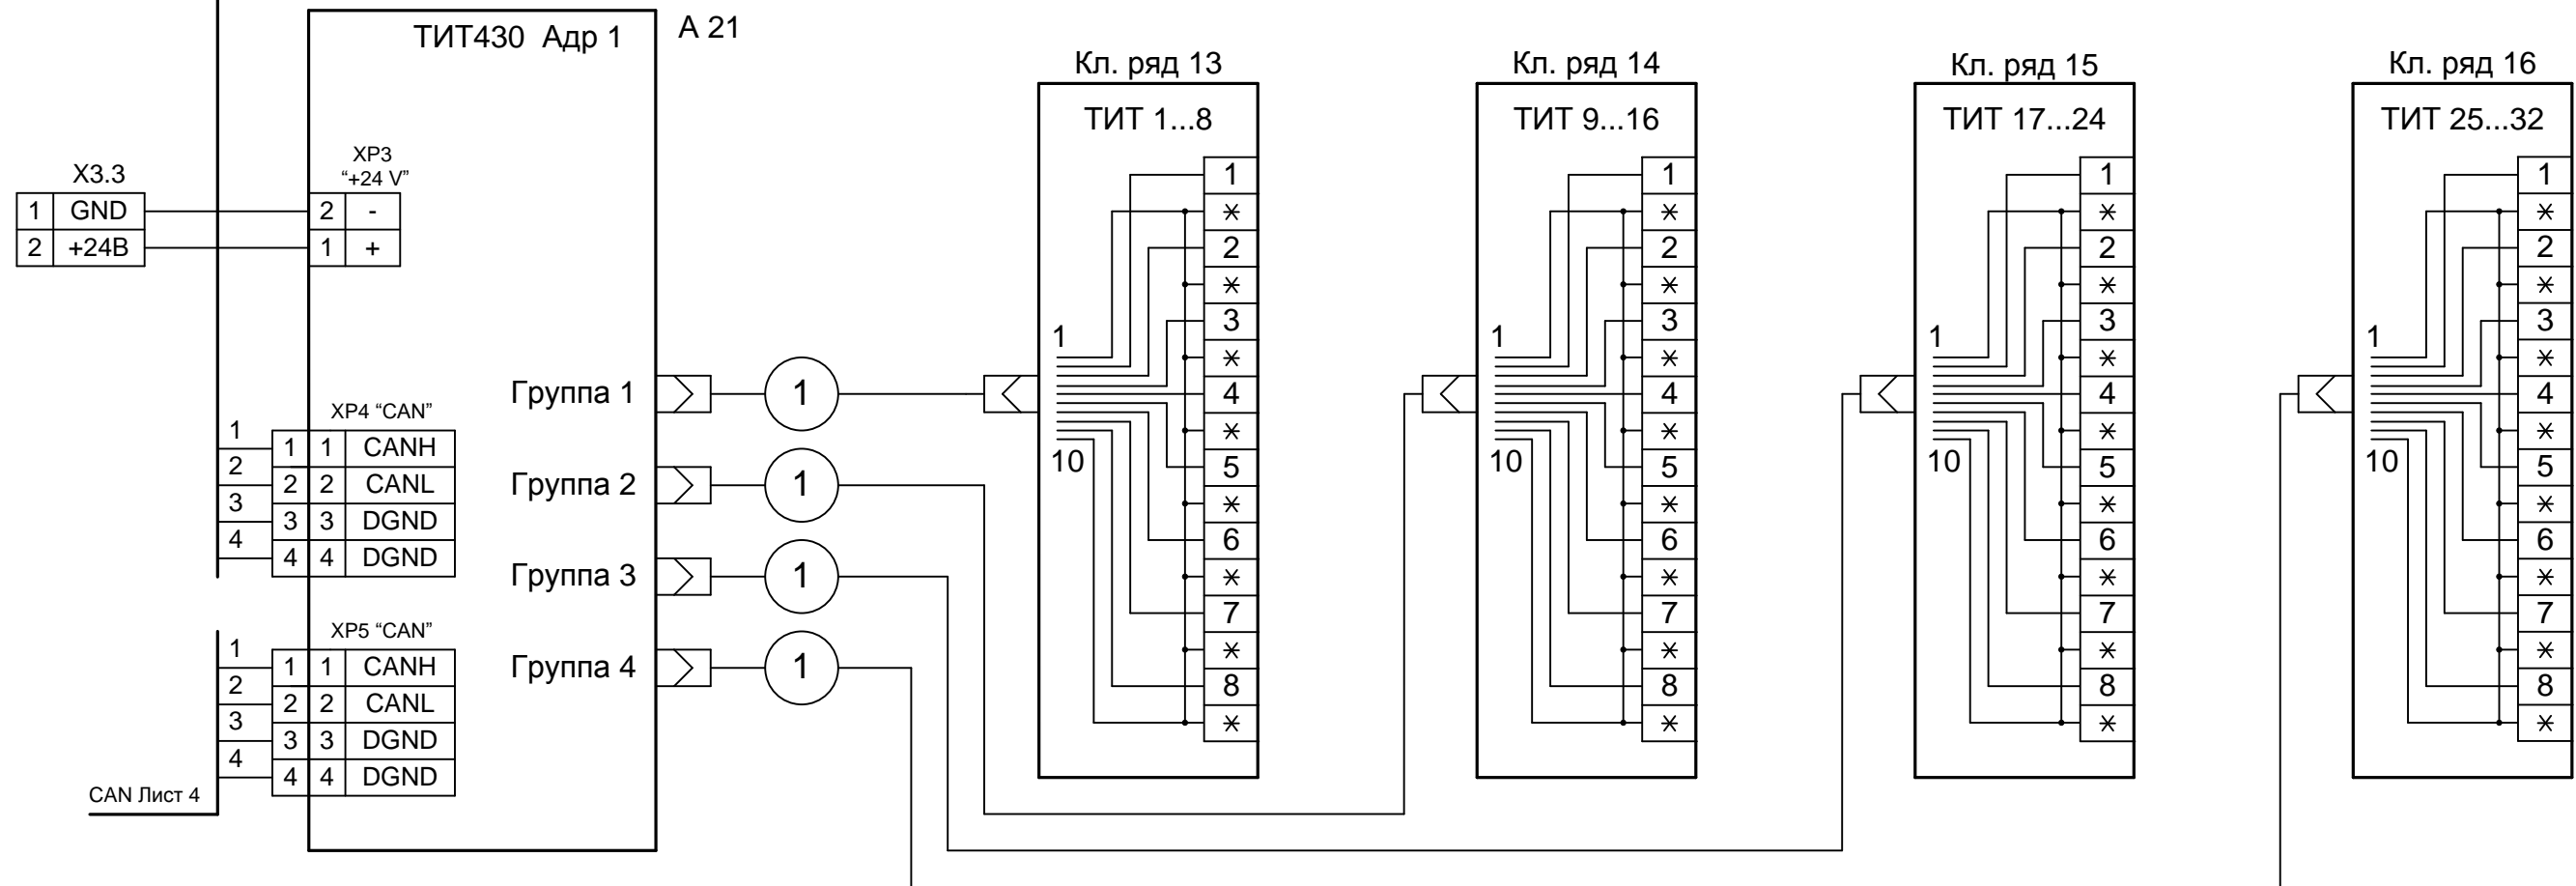 ТИТ430 Адр 1
А 21
XP3
“+24 V”
X3.3
1 GND
2 +24В
2 -
1 +
XP4 “CAN”
1 1 1 CANH
2 2 2 CANL
3 3 3 DGND
4 4 4 DGND
XP5 “CAN”
1 1 1 CANH
2 2 2 CANL
3 3 3 DGND
4 4 4 DGND
CAN Лист 4
Группа 1 1
Группа 2 1
Группа 3 1
Группа 4 1
Кл. ряд 13
ТИТ 1...8
1
10
1
*
2
*
3
*
4
*
5
*
6
*
7
*
8
*
Кл. ряд 14
ТИТ 9...16
1
10
1
*
2
*
3
*
4
*
5
*
6
*
7
*
8
*
Кл. ряд 15
ТИТ 17...24
1
10
1
*
2
*
3
*
4
*
5
*
6
*
7
*
8
*
Кл. ряд 16
ТИТ 25...32
1
10
1
*
2
*
3
*
4
*
5
*
6
*
7
*
8
*